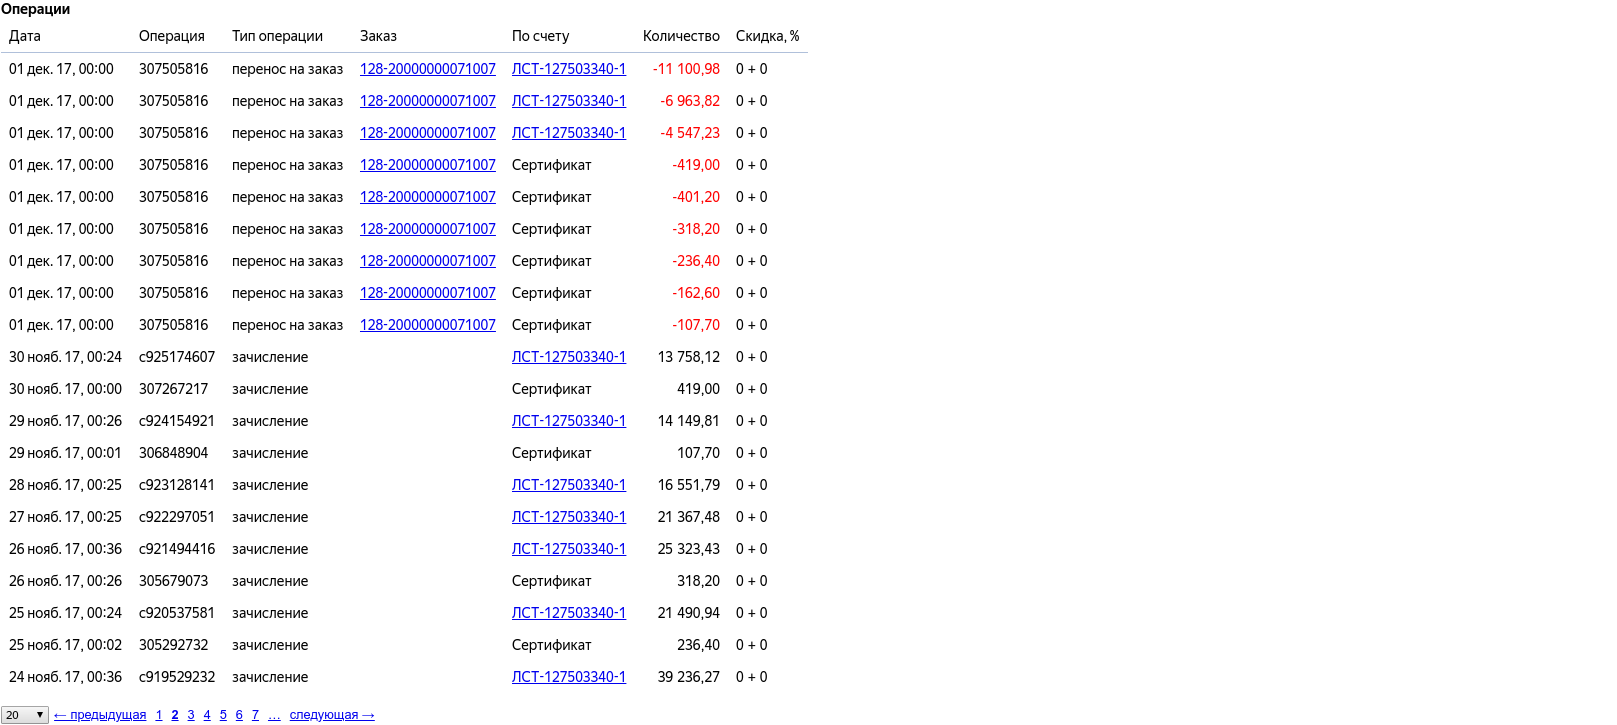 Операции
Дата Операция Тип операции Заказ По счету Количество Скидка, %
01 дек. 17, 00:00 307505816 перенос на заказ 128-20000000071007 ЛСТ-127503340-1 -11 100,98 0 + 0
01 дек. 17, 00:00 307505816 перенос на заказ 128-20000000071007 ЛСТ-127503340-1 -6 963,82 0 + 0
01 дек. 17, 00:00 307505816 перенос на заказ 128-20000000071007 ЛСТ-127503340-1 -4 547,23 0 + 0
01 дек. 17, 00:00 307505816 перенос на заказ 128-20000000071007 Сертификат -419,00 0 + 0
01 дек. 17, 00:00 307505816 перенос на заказ 128-20000000071007 Сертификат -401,20 0 + 0
01 дек. 17, 00:00 307505816 перенос на заказ 128-20000000071007 Сертификат -318,20 0 + 0
01 дек. 17, 00:00 307505816 перенос на заказ 128-20000000071007 Сертификат -236,40 0 + 0
01 дек. 17, 00:00 307505816 перенос на заказ 128-20000000071007 Сертификат -162,60 0 + 0
01 дек. 17, 00:00 307505816 перенос на заказ 128-20000000071007 Сертификат -107,70 0 + 0
30 нояб. 17, 00:24 с925174607 зачисление ЛСТ-127503340-1 13 758,12 0 + 0
30 нояб. 17, 00:00 307267217 зачисление Сертификат 419,00 0 + 0
29 нояб. 17, 00:26 с924154921 зачисление ЛСТ-127503340-1 14 149,81 0 + 0
29 нояб. 17, 00:01 306848904 зачисление Сертификат 107,70 0 + 0
28 нояб. 17, 00:25 с923128141 зачисление ЛСТ-127503340-1 16 551,79 0 + 0
27 нояб. 17, 00:25 с922297051 зачисление ЛСТ-127503340-1 21 367,48 0 + 0
26 нояб. 17, 00:36 с921494416 зачисление ЛСТ-127503340-1 25 323,43 0 + 0
26 нояб. 17, 00:26 305679073 зачисление Сертификат 318,20 0 + 0
25 нояб. 17, 00:24 с920537581 зачисление ЛСТ-127503340-1 21 490,94 0 + 0
25 нояб. 17, 00:02 305292732 зачисление Сертификат 236,40 0 + 0
24 нояб. 17, 00:36 с919529232 зачисление ЛСТ-127503340-1 39 236,27 0 + 0
20 ← предыдущая 1 2 3 4 5 6 7 ... следующая →